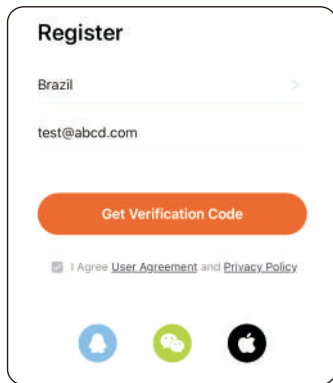 Register
Brazil
test@abcd.com
Get Verification Code
I Agree User Agreement and Privacy Policy